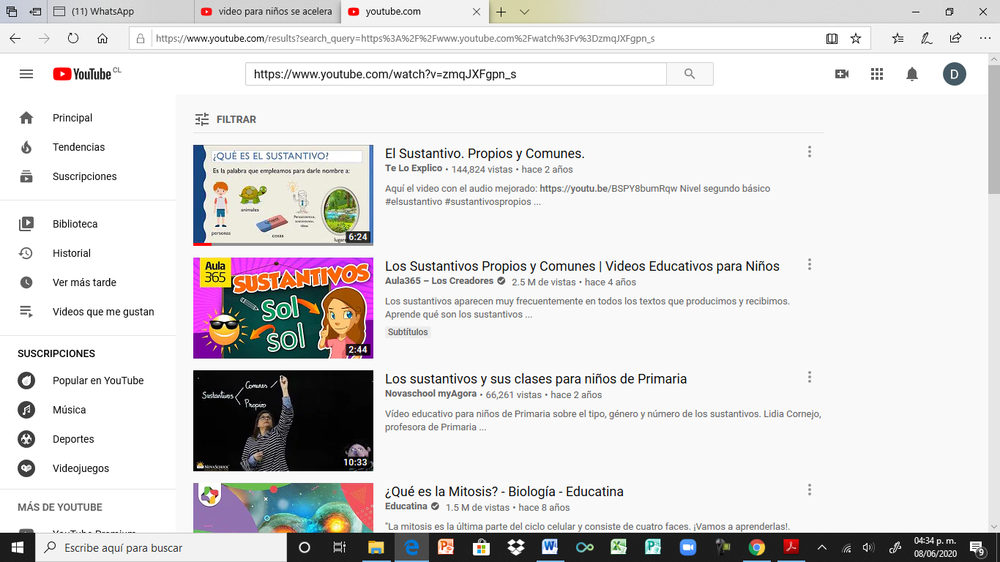 (11) WhatsApp
video para niños se acelera
youtube.com
https://www.youtube.com/results?search_query=https%3A%2F%2Fwww.youtube.com%2Fwatch%3Fv%3DzmqJXFgpn_s
YouTube CL
https://www.youtube.com/watch?v=zmqJXFgpn_s
D
Principal
Tendencias
Suscripciones
Biblioteca
Historial
Ver más tarde
Videos que me gustan
SUSCRIPCIONES
Popular en YouTube
Música
Deportes
Videojuegos
MÁS DE YOUTUBE
YouTube Premium
FILTRAR
¿QUÉ ES EL SUSTANTIVO?
Es la palabra que empleamos para darle nombre a:
animales
Pensamientos,
sentimiento,
ideas
personas
cosas
lugares
6:24
El Sustantivo. Propios y Comunes.
Te Lo Explico • 144,824 vistas • hace 2 años
Aquí el video con el audio mejorado: https://youtu.be/BSPY8bumRqw Nivel segundo básico
#elsustantivo #sustantivospropios ...
Aula
365
SUSTANTIVOS
Sol
sol
2:44
Los Sustantivos Propios y Comunes | Videos Educativos para Niños
Aula365 – Los Creadores 2.5 M de vistas • hace 4 años
Los sustantivos aparecen muy frecuentemente en todos los textos que producimos y recibimos.
Aprende qué son los sustantivos ...
Subtítulos
Sustantivos
Comunes
Propios
NOVASCHOOL
10:33
Los sustantivos y sus clases para niños de Primaria
Novaschool myAgora • 66,261 vistas • hace 2 años
Vídeo educativo para niños de Primaria sobre el tipo, género y número de los sustantivos. Lidia Cornejo,
profesora de Primaria ...
¿Qué es la Mitosis? - Biología - Educatina
Educatina 1.5 M de vistas • hace 8 años
"La mitosis es la última parte del ciclo celular y consiste de cuatro faces. ¡Vamos a aprenderlas!.
Escribe aquí para buscar
04:34 p. m.
08/06/2020
9